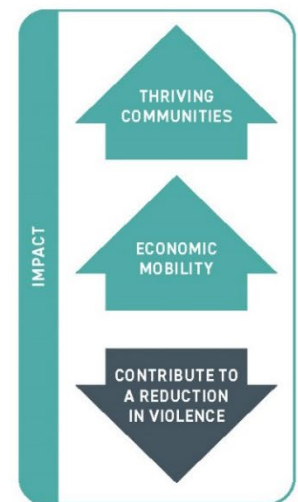 IMPACT
THRIVING
COMMUNITIES
ECONOMIC
MOBILITY
CONTRIBUTE TO
A REDUCTION
IN VIOLENCE